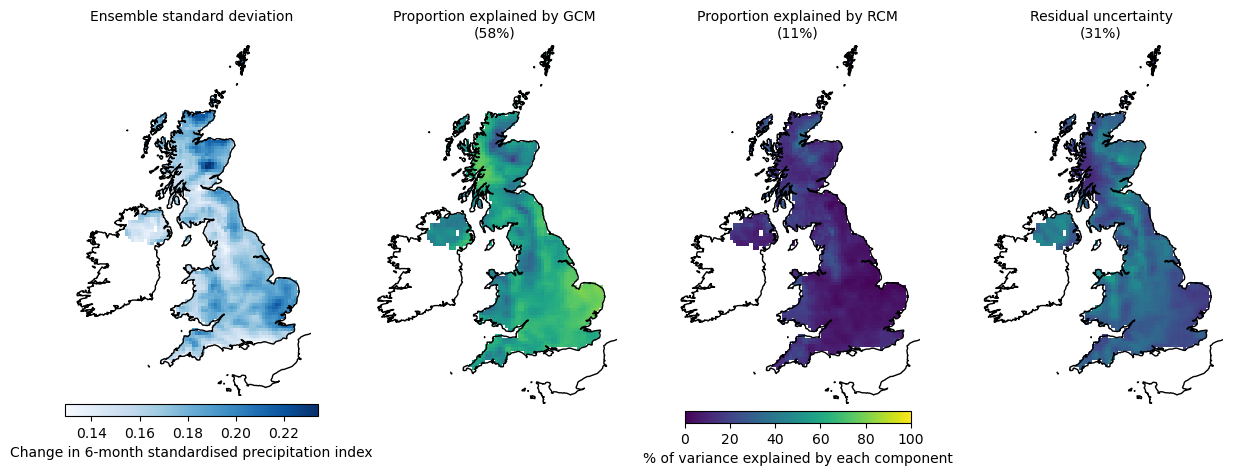 Ensemble standard deviation
Proportion explained by GCM
(58%)
Proportion explained by RCM
(11%)
Residual uncertainty
(31%)
0.14 0.16 0.18 0.20 0.22
Change in 6-month standardised precipitation index
0 20 40 60 80 100
% of variance explained by each component